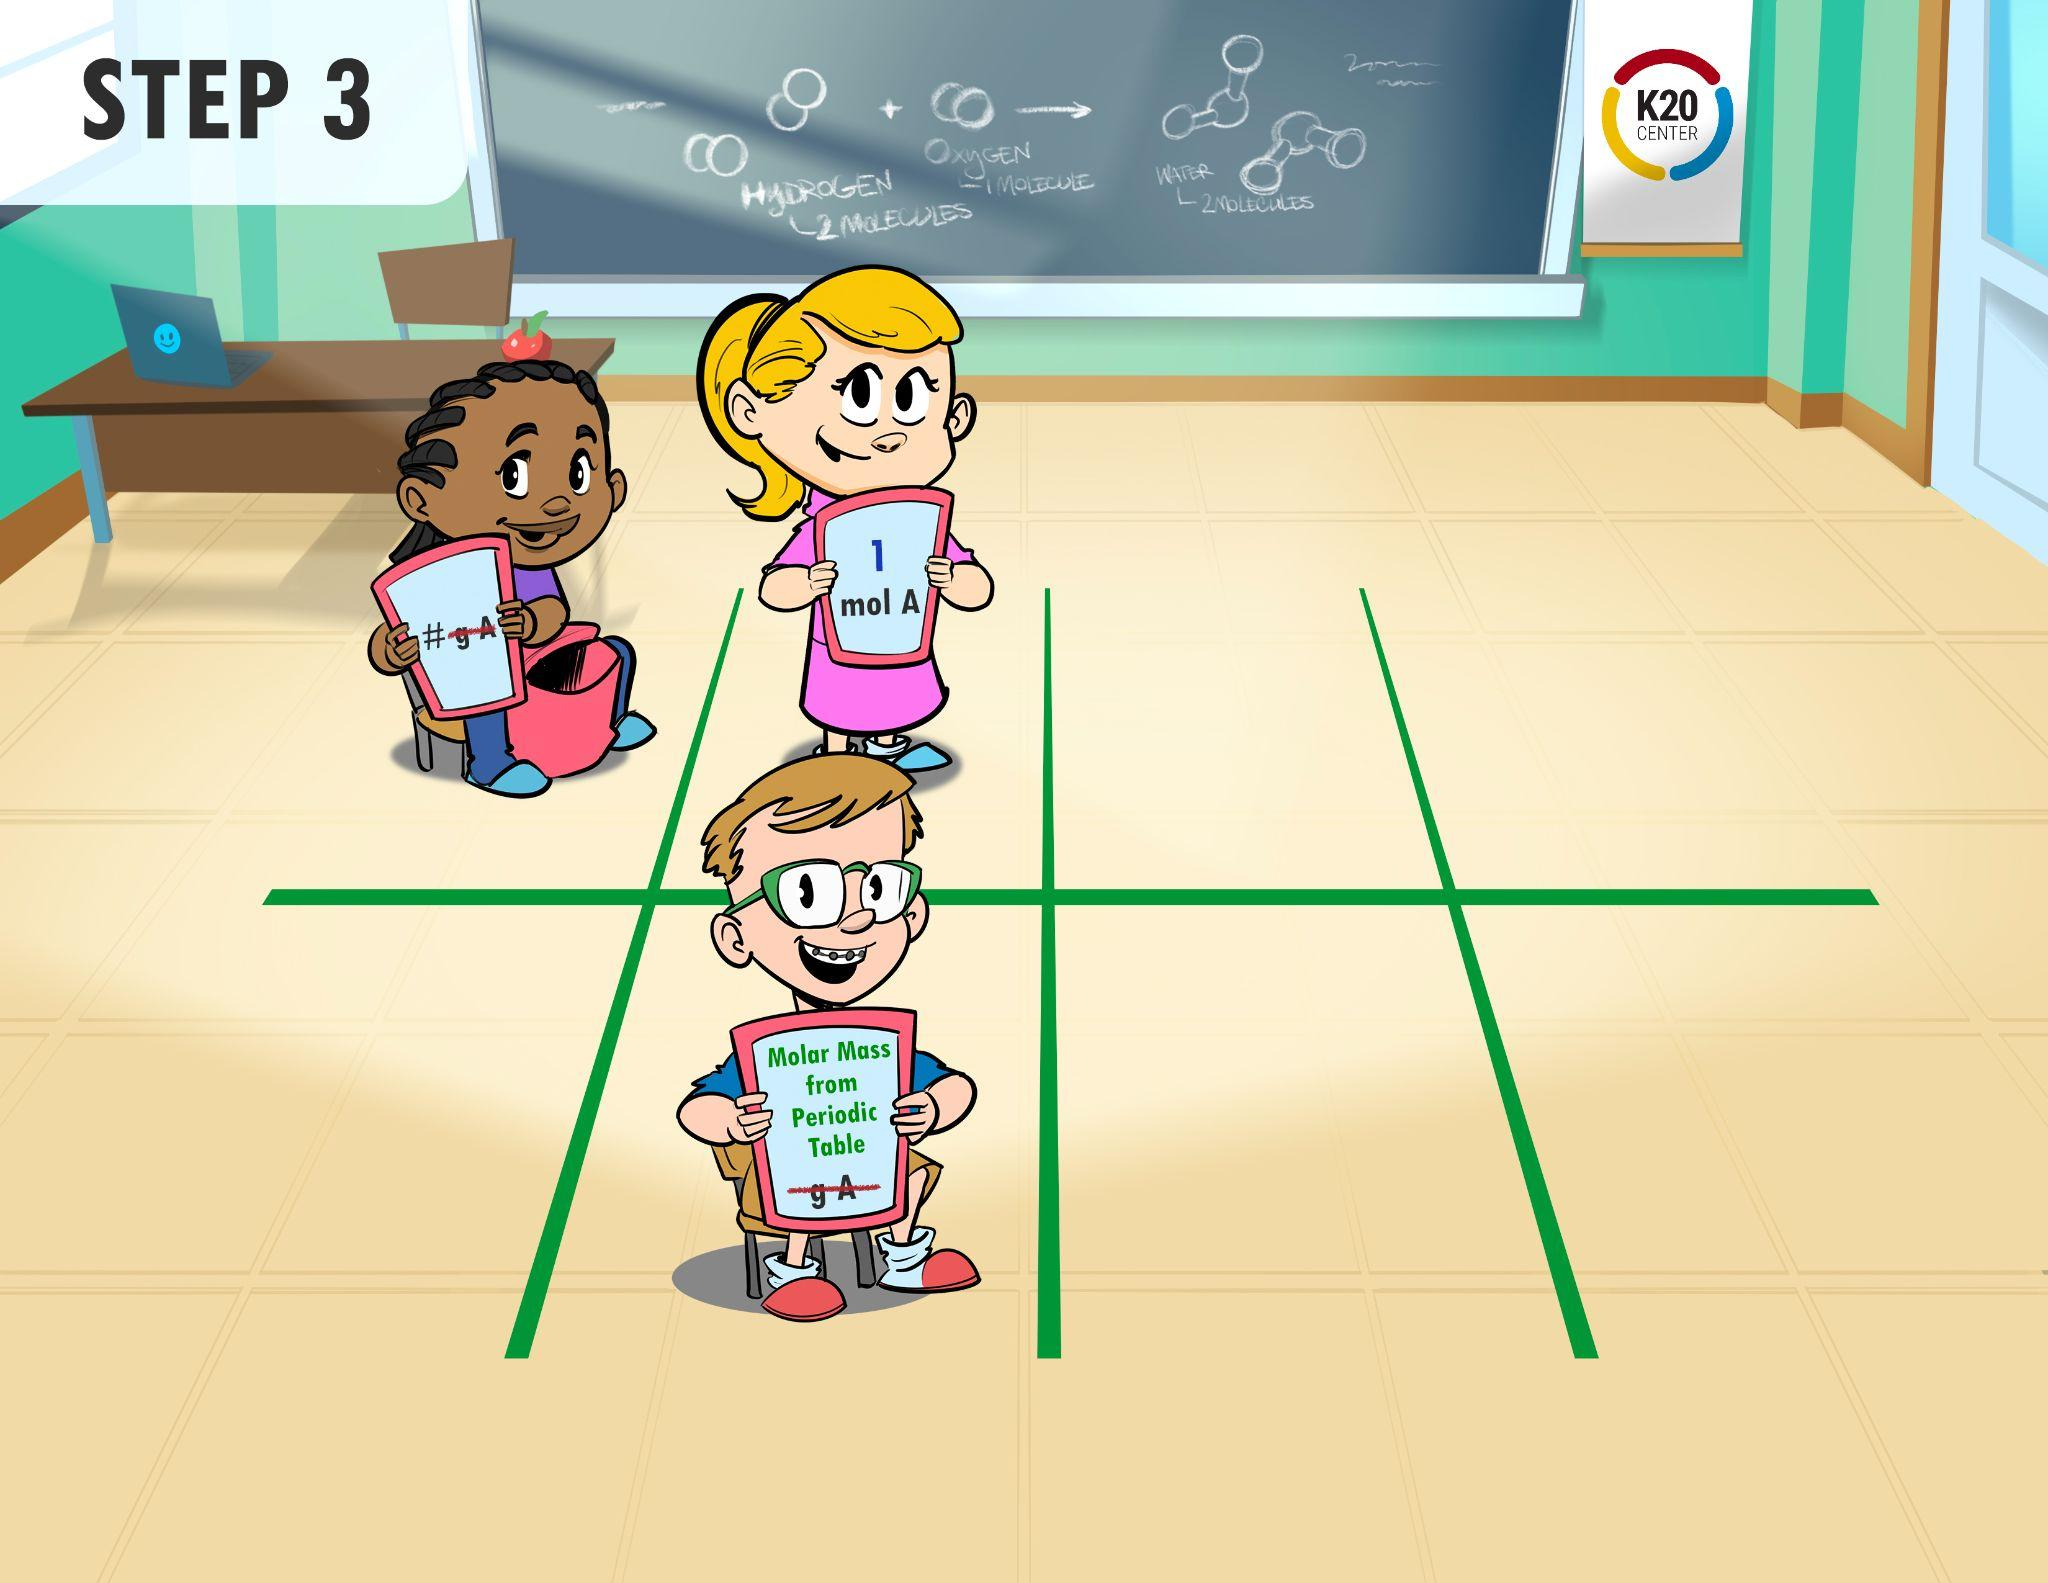 STEP 3
K20
CENTER
HYDROGEN
2 MOLECULES
+
OXYGEN
1 MOLECULE
WATER
2 MOLECULES
# g A
1
mol A
Molar Mass
from
Periodic
Table
g A